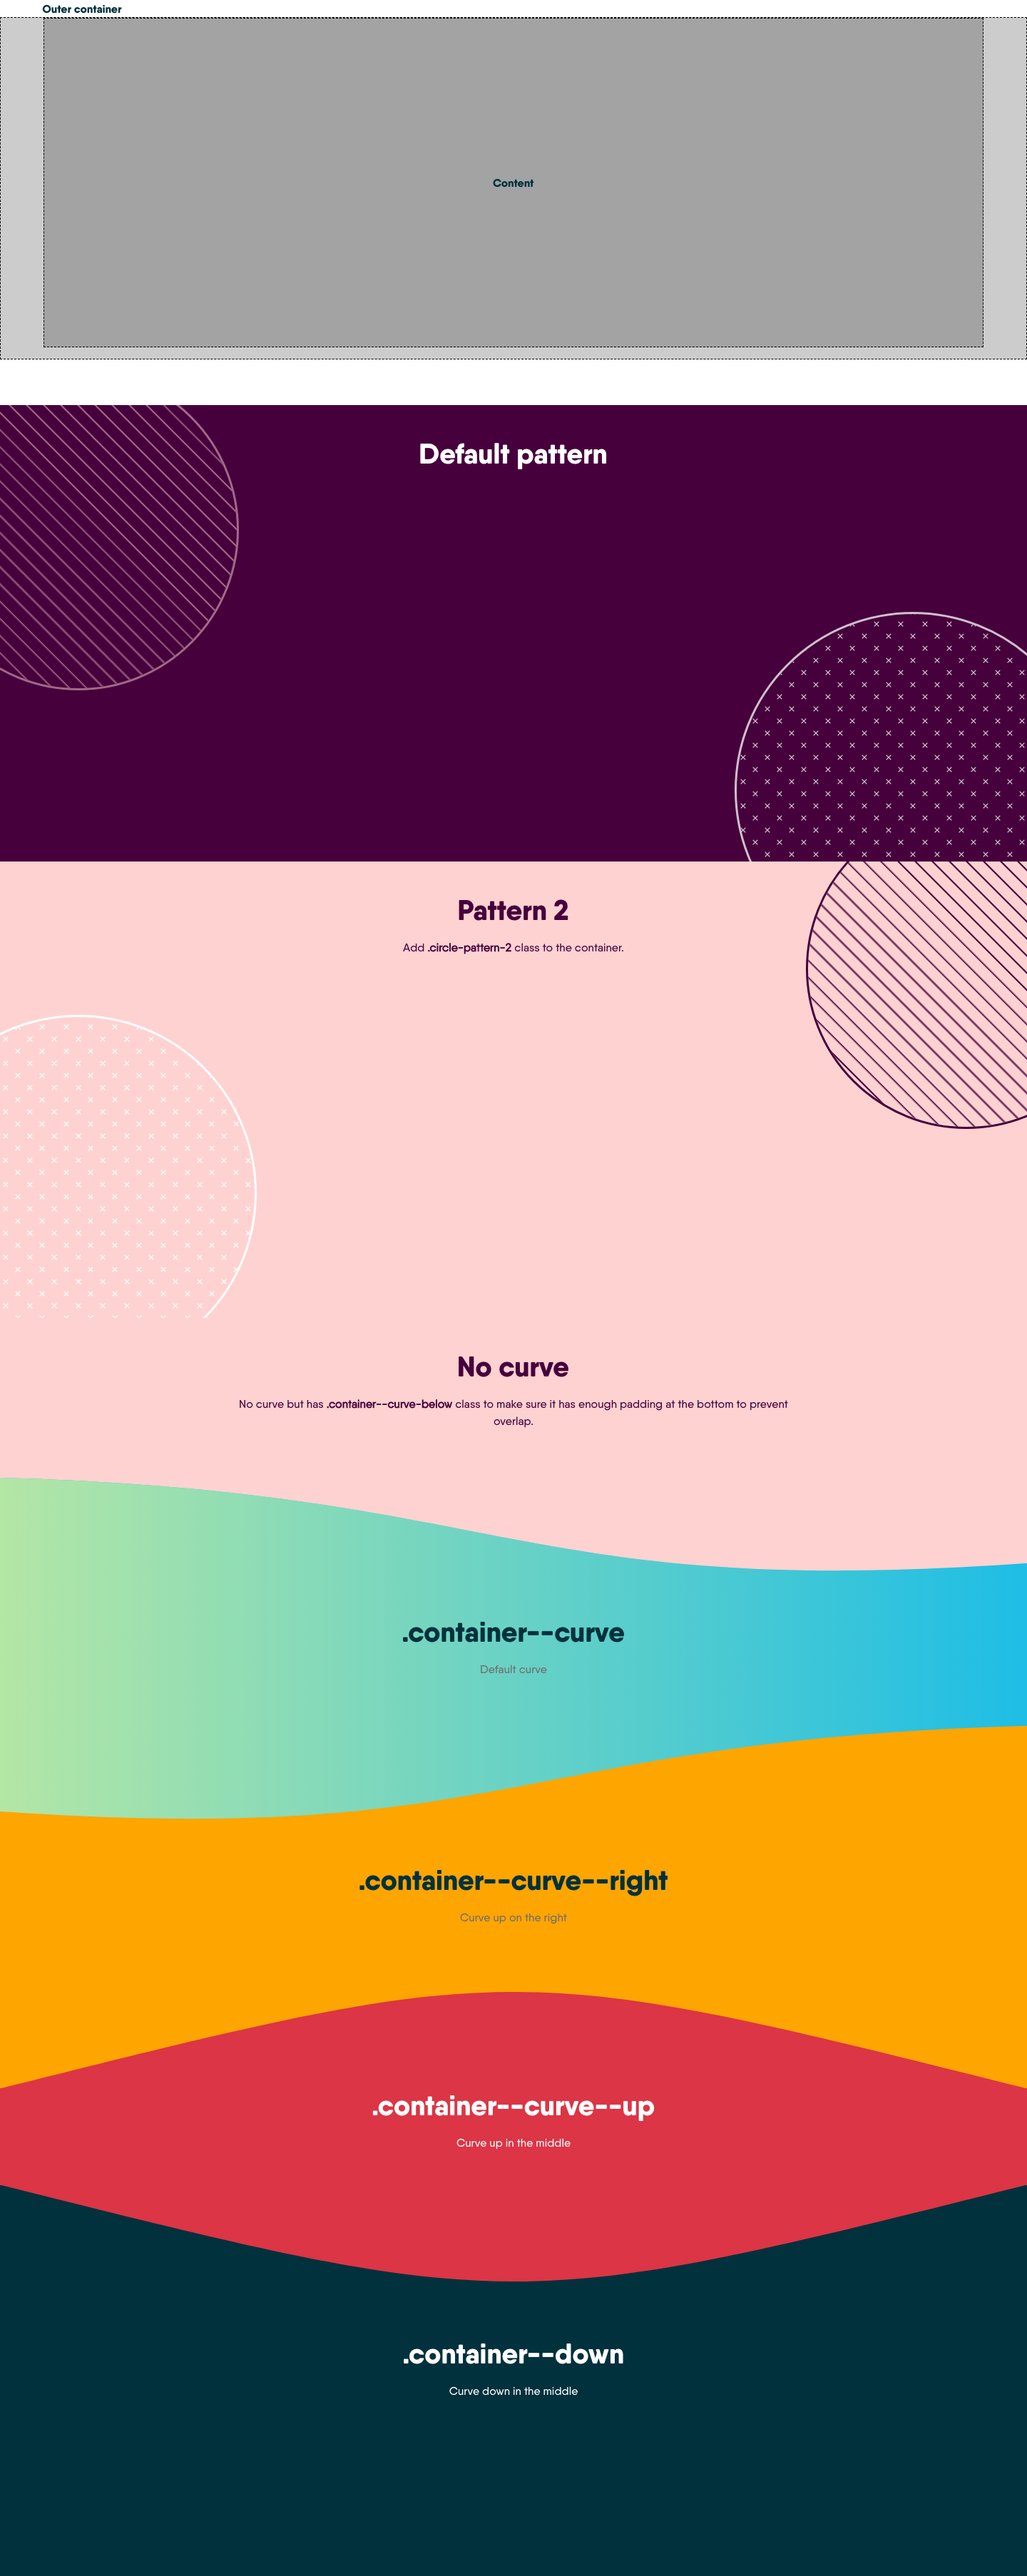 Outer container
Content
Default pattern
Pattern 2
Add .circle-pattern-2 class to the container.
No curve
No curve but has .container--curve-below class to make sure it has enough padding at the bottom to prevent
overlap.
.container--curve
Default curve
.container--curve--right
Curve up on the right
.container--curve--up
Curve up in the middle
.container--down
Curve down in the middle